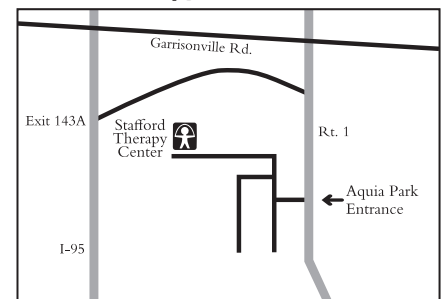 Garrisonville Rd.
Exit 143A
Stafford
Therapy
Center
Rt. 1
Aquia Park
Entrance
I-95